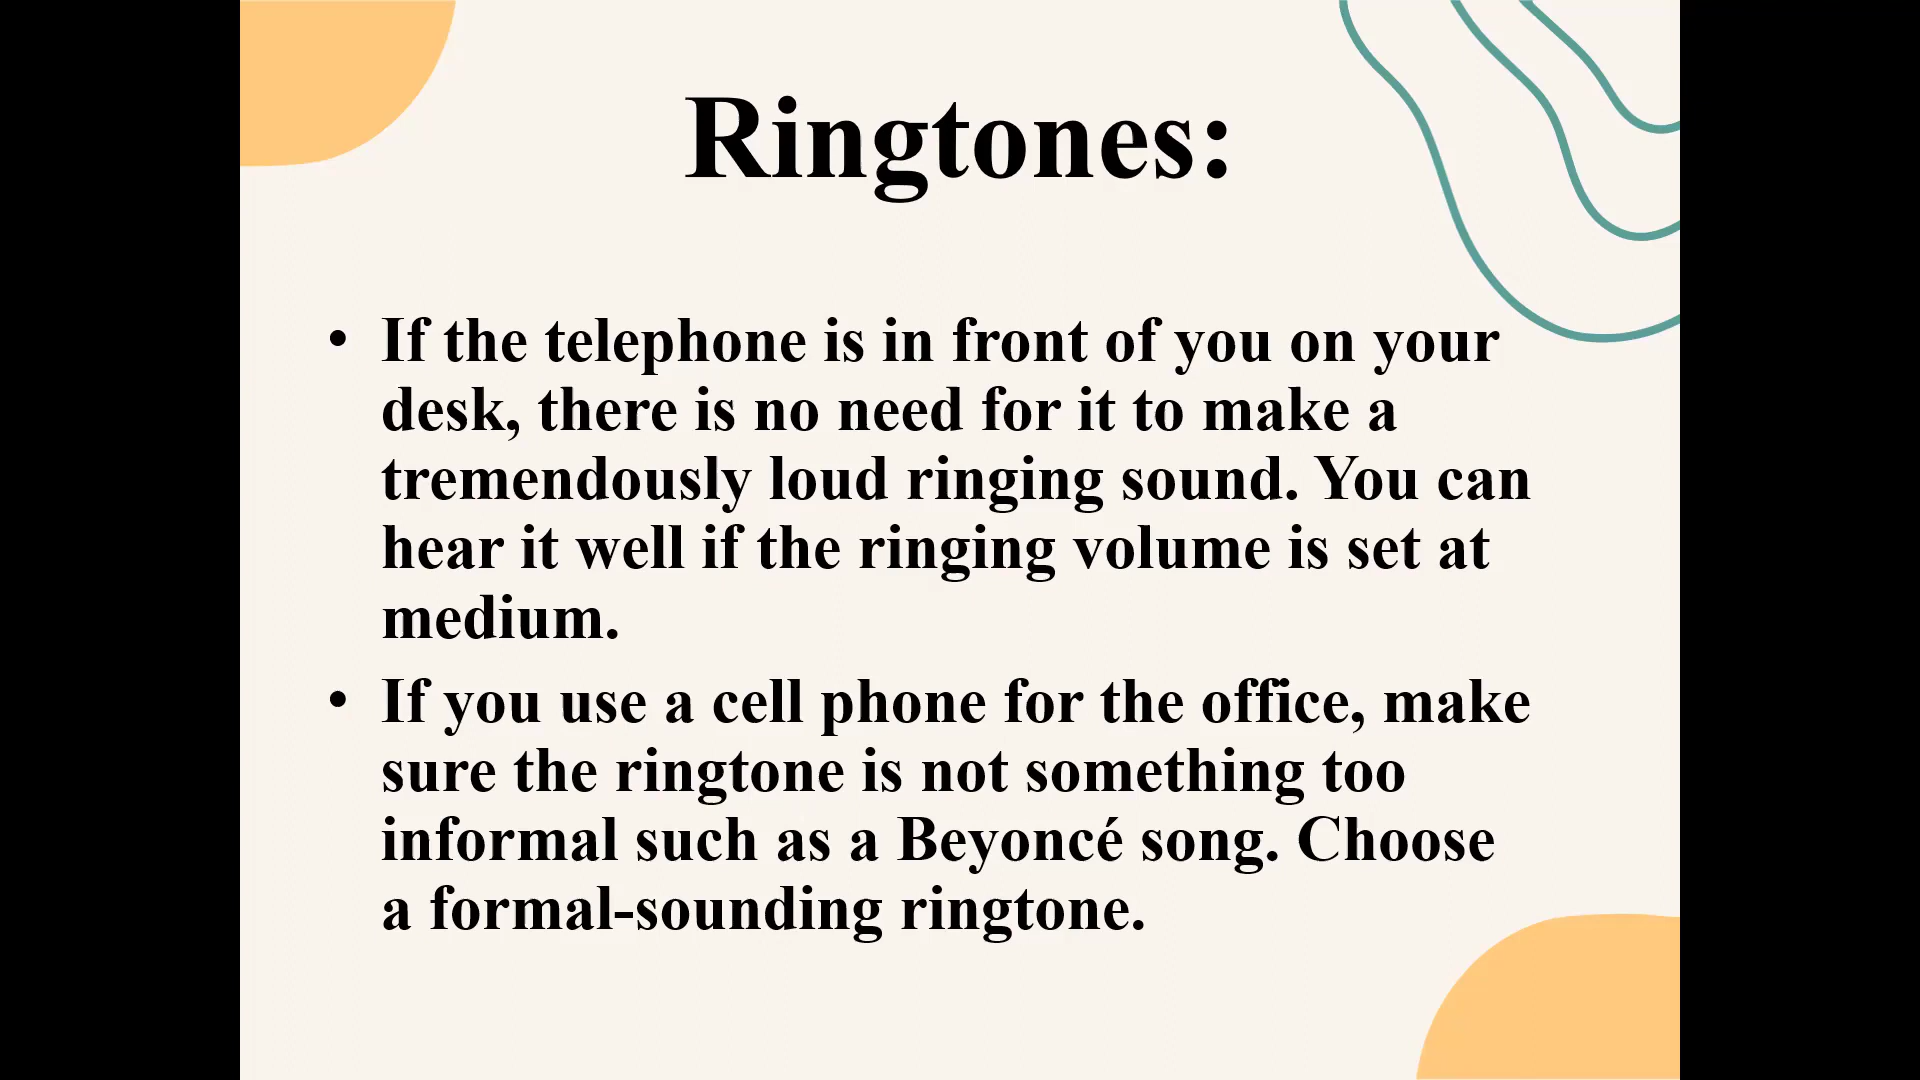 Ringtones:
• If the telephone is in front of you on your
desk, there is no need for it to make a
tremendously loud ringing sound. You can
hear it well if the ringing volume is set at
medium.
• If you use a cell phone for the office, make
sure the ringtone is not something too
informal such as a Beyoncé song. Choose
a formal-sounding ringtone.